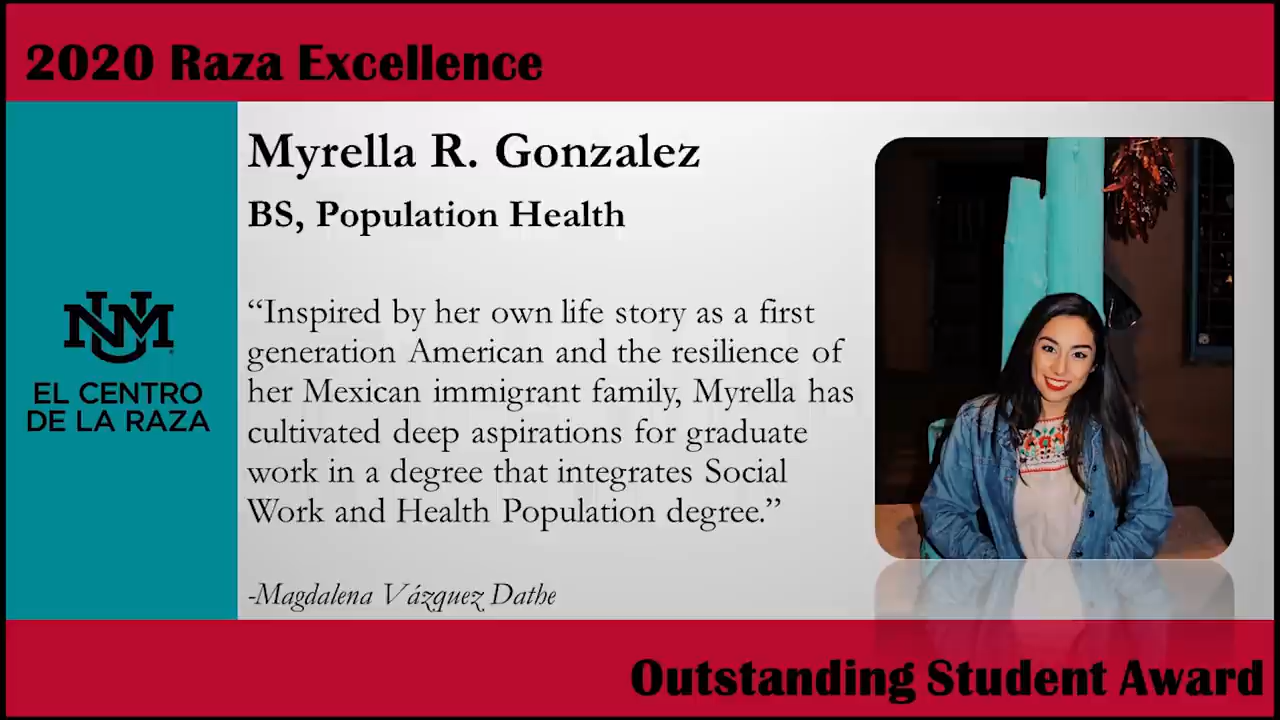 2020 Raza Excellence
Myrella R. Gonzalez
BS, Population Health
“Inspired by her own life story as a first
generation American and the resilience of
her Mexican immigrant family, Myrella has
cultivated deep aspirations for graduate
work in a degree that integrates Social
Work and Health Population degree.”
-Magdalena Vázquez Dathe
UNM
EL CENTRO
DE LA RAZA
Outstanding Student Award